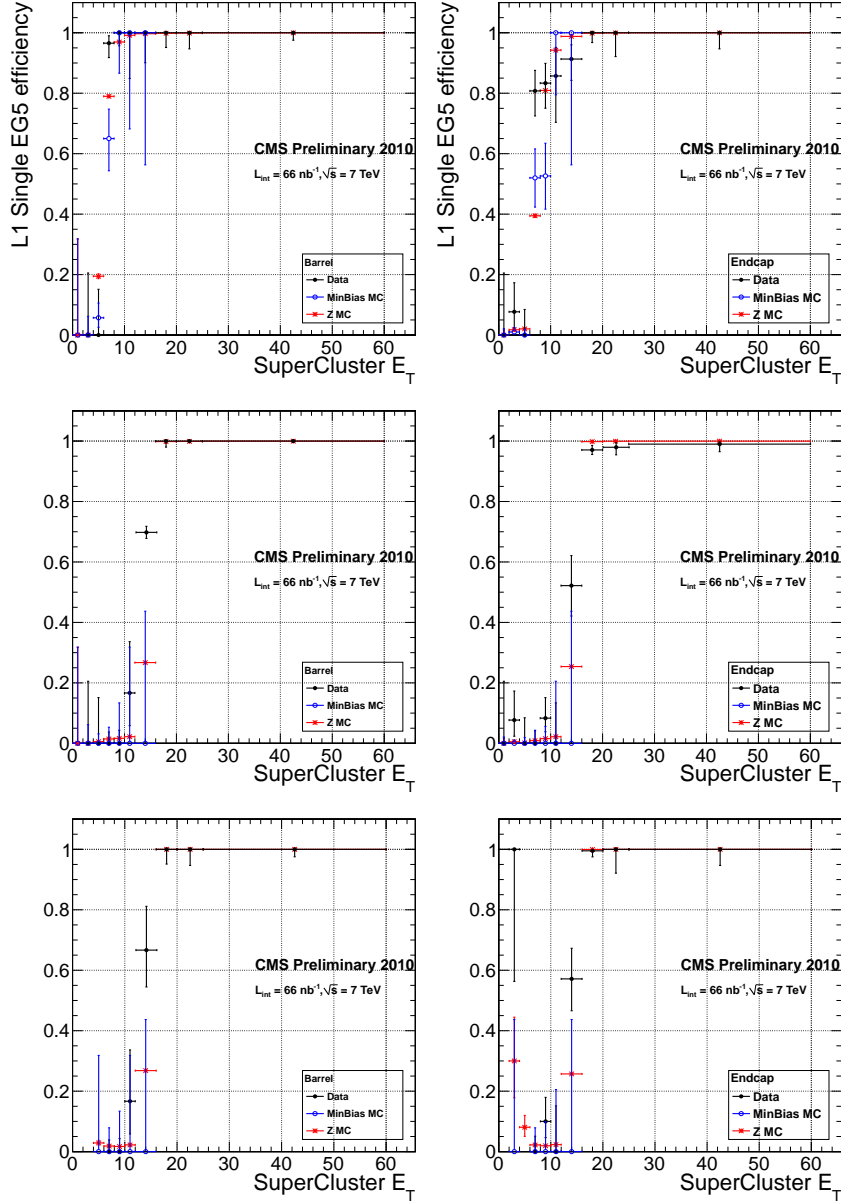 L1 Single EG5 efficiency
1
0.8
0.6
0.4
0.2
0
CMS Preliminary 2010
L_int = 66 nb⁻¹,√s = 7 TeV
Barrel
Data
MinBias MC
Z MC
0 10 20 30 40 50 60
SuperCluster E_T
L1 Single EG5 efficiency
1
0.8
0.6
0.4
0.2
0
CMS Preliminary 2010
L_int = 66 nb⁻¹,√s = 7 TeV
Endcap
Data
MinBias MC
Z MC
0 10 20 30 40 50 60
SuperCluster E_T
1
0.8
0.6
0.4
0.2
0
CMS Preliminary 2010
L_int = 66 nb⁻¹,√s = 7 TeV
Barrel
Data
MinBias MC
Z MC
0 10 20 30 40 50 60
SuperCluster E_T
1
0.8
0.6
0.4
0.2
0
CMS Preliminary 2010
L_int = 66 nb⁻¹,√s = 7 TeV
Endcap
Data
MinBias MC
Z MC
0 10 20 30 40 50 60
SuperCluster E_T
1
0.8
0.6
0.4
0.2
0
CMS Preliminary 2010
L_int = 66 nb⁻¹,√s = 7 TeV
Barrel
Data
MinBias MC
Z MC
0 10 20 30 40 50 60
SuperCluster E_T
1
0.8
0.6
0.4
0.2
0
CMS Preliminary 2010
L_int = 66 nb⁻¹,√s = 7 TeV
Endcap
Data
MinBias MC
Z MC
0 10 20 30 40 50 60
SuperCluster E_T